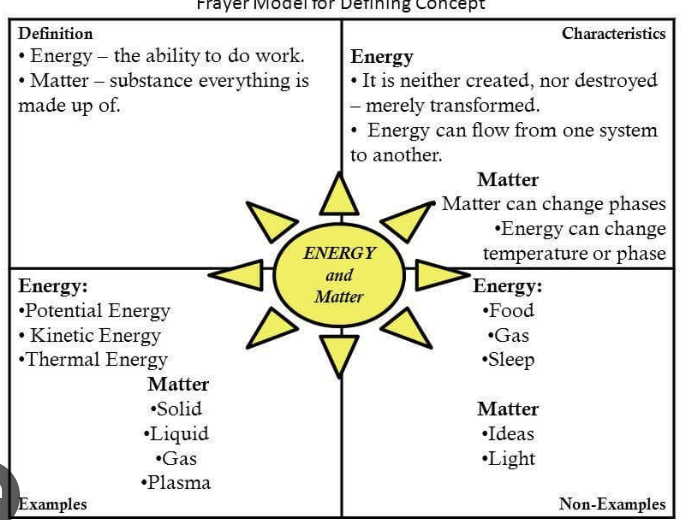 Frayer Model for Defining Concept
Definition
• Energy – the ability to do work.
• Matter – substance everything is
made up of.
Characteristics
Energy
• It is neither created, nor destroyed
– merely transformed.
• Energy can flow from one system
to another.
Matter
• Matter can change phases
•Energy can change
temperature or phase
ENERGY
and
Matter
Energy:
•Potential Energy
• Kinetic Energy
•Thermal Energy
Matter
•Solid
•Liquid
•Gas
•Plasma
Examples
Energy:
•Food
•Gas
•Sleep
Matter
•Ideas
•Light
Non-Examples